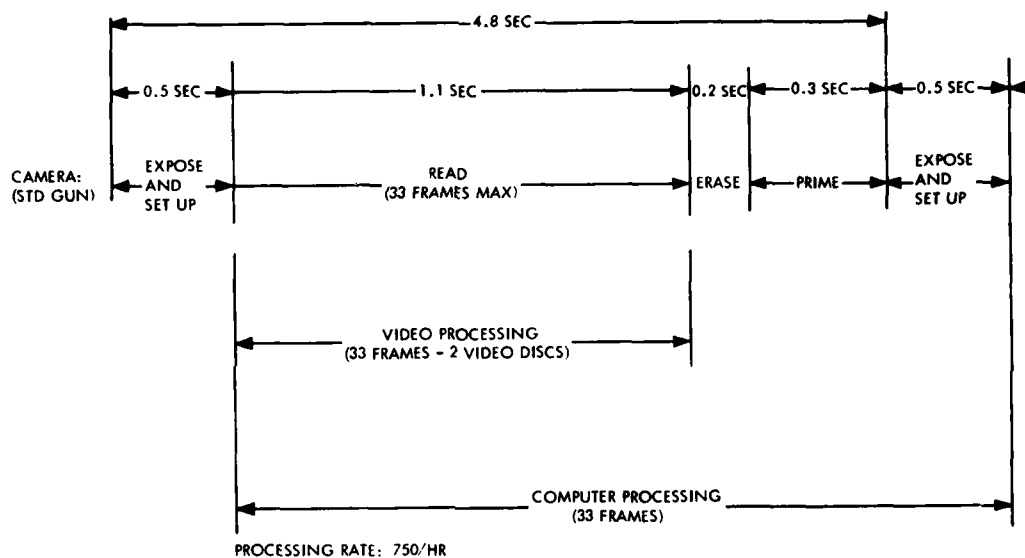 4.8 SEC
0.5 SEC
1.1 SEC
0.2 SEC
0.3 SEC
0.5 SEC
CAMERA:
(STD GUN)
EXPOSE
AND
SET UP
READ
(33 FRAMES MAX)
ERASE
PRIME
EXPOSE
AND
SET UP
VIDEO PROCESSING
(33 FRAMES - 2 VIDEO DISCS)
COMPUTER PROCESSING
(33 FRAMES)
PROCESSING RATE: 750/HR